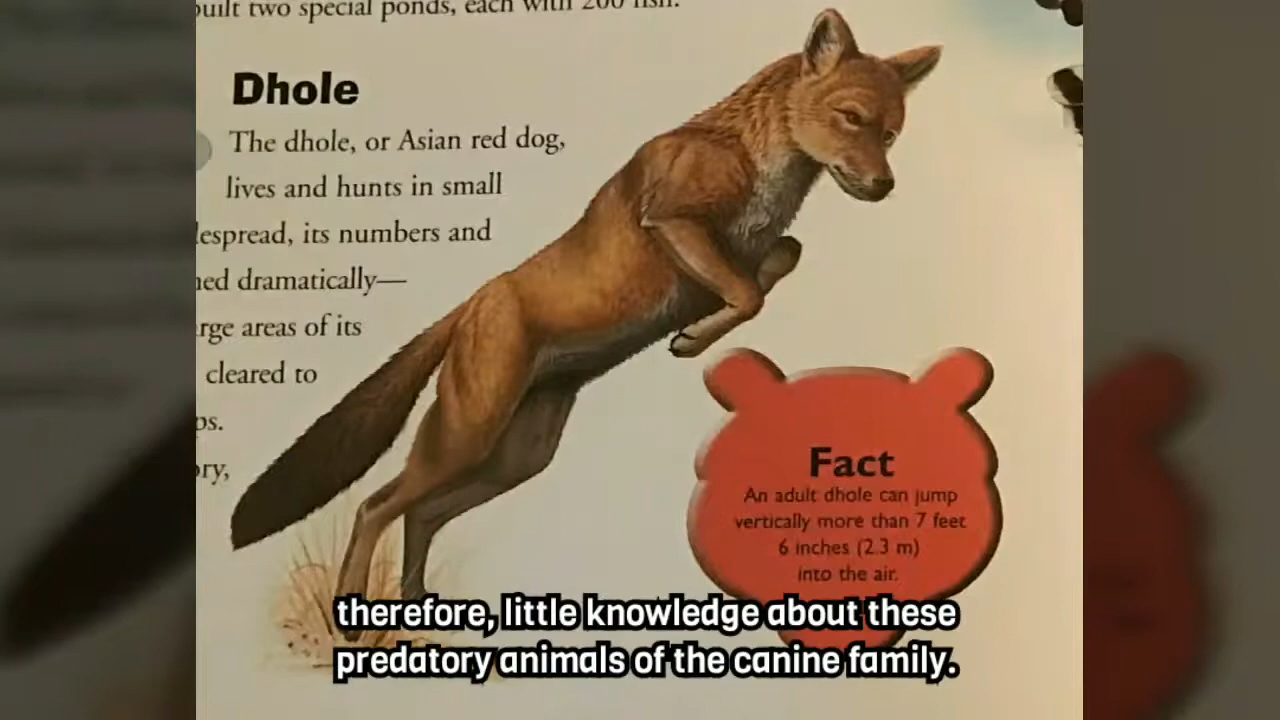 built two special ponds, each with 200 fish.
Dhole
The dhole, or Asian red dog,
lives and hunts in small
espread, its numbers and
ed dramatically—
rge areas of its
cleared to
ps.
ry,
Fact
An adult dhole can jump
vertically more than 7 feet
6 inches (2.3 m)
into the air.
therefore, little knowledge about these
predatory animals of the canine family.